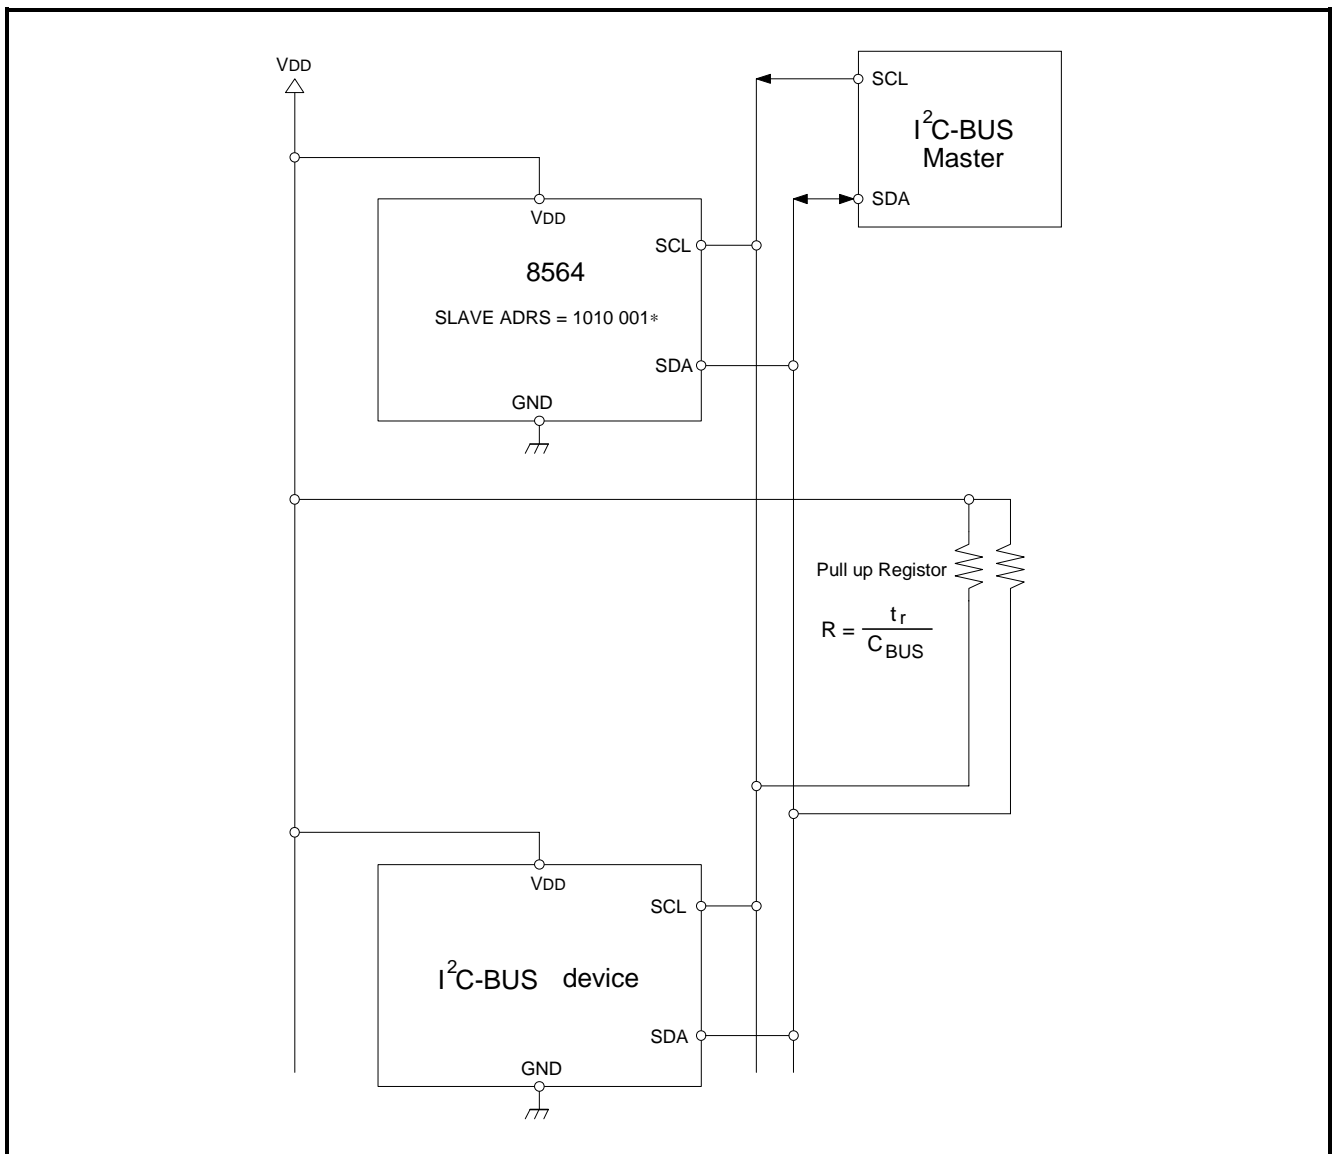 VDD
SCL
I²C-BUS
Master
SDA
VDD
SCL
8564
SLAVE ADRS = 1010 001*
SDA
GND
Pull up Registor
R = tr / CBUS
VDD
SCL
I²C-BUS device
SDA
GND